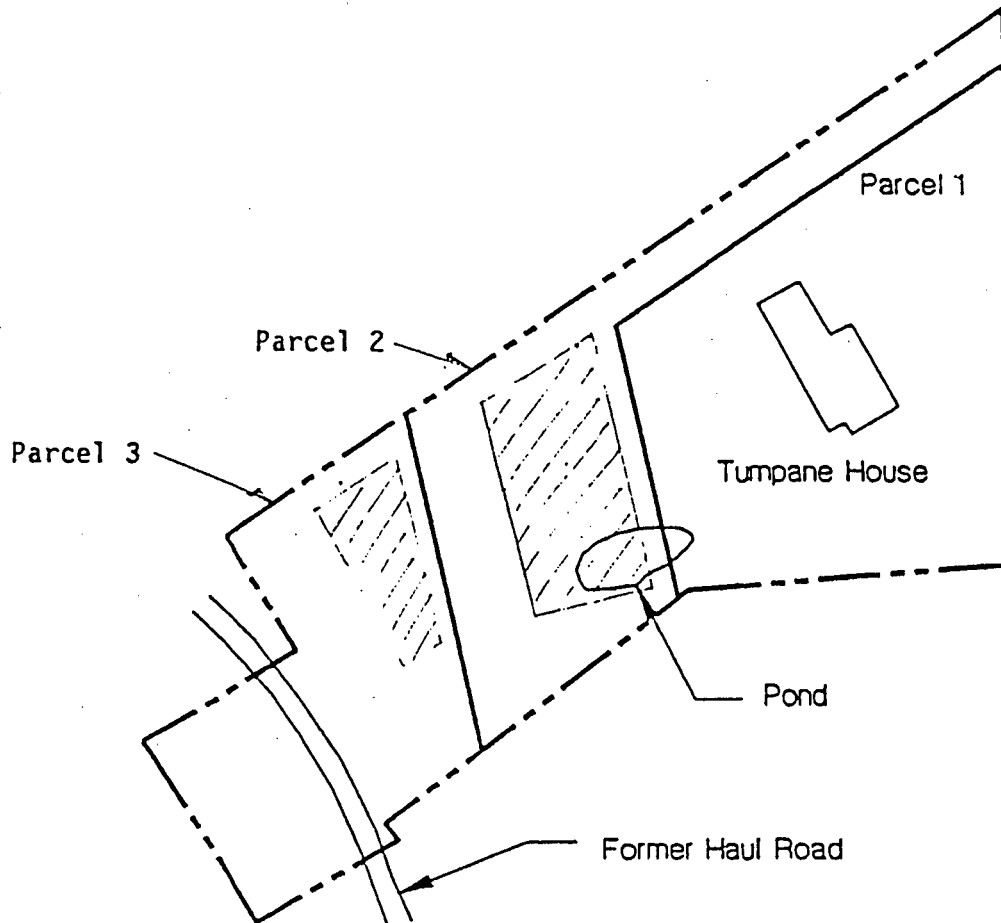 Parcel 1
Parcel 2
Parcel 3
Tumpane House
Pond
Former Haul Road